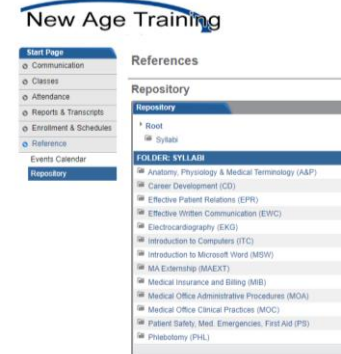 New Age Training
Start Page
Communication
Classes
Attendance
Reports & Transcripts
Enrollment & Schedules
Reference
Events Calendar
Repository
References
Repository
Repository
Root
Syllabi
FOLDER: SYLLABI
Anatomy, Physiology & Medical Terminology (A&P)
Career Development (CD)
Effective Patient Relations (EPR)
Effective Written Communication (EWC)
Electrocardiography (EKG)
Introduction to Computers (ITC)
Introduction to Microsoft Word (MSW)
MA Externship (MAEXT)
Medical Insurance and Billing (MIB)
Medical Office Administrative Procedures (MOA)
Medical Office Clinical Practices (MOC)
Patient Safety, Med. Emergencies, First Aid (PS)
Phlebotomy (PHL)